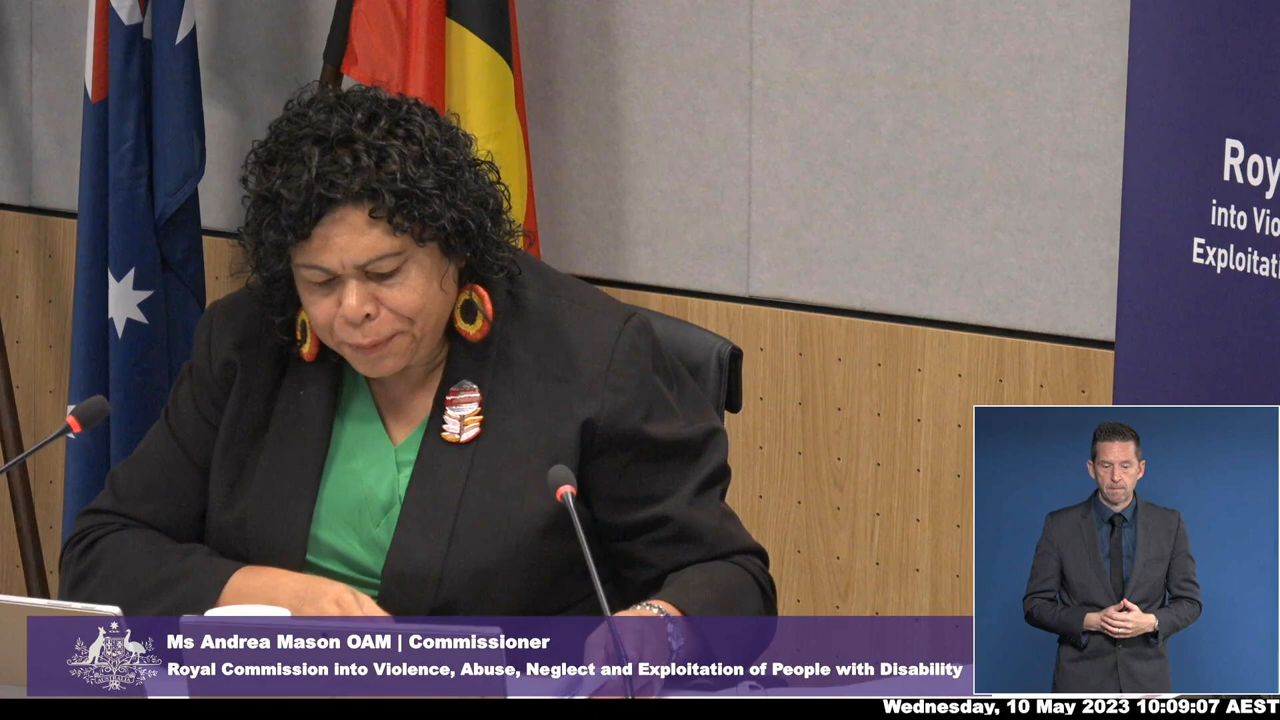 Roy
into Vio
Exploitat
Ms Andrea Mason OAM | Commissioner
Royal Commission into Violence, Abuse, Neglect and Exploitation of People with Disability
Wednesday, 10 May 2023 10:09:07 AEST